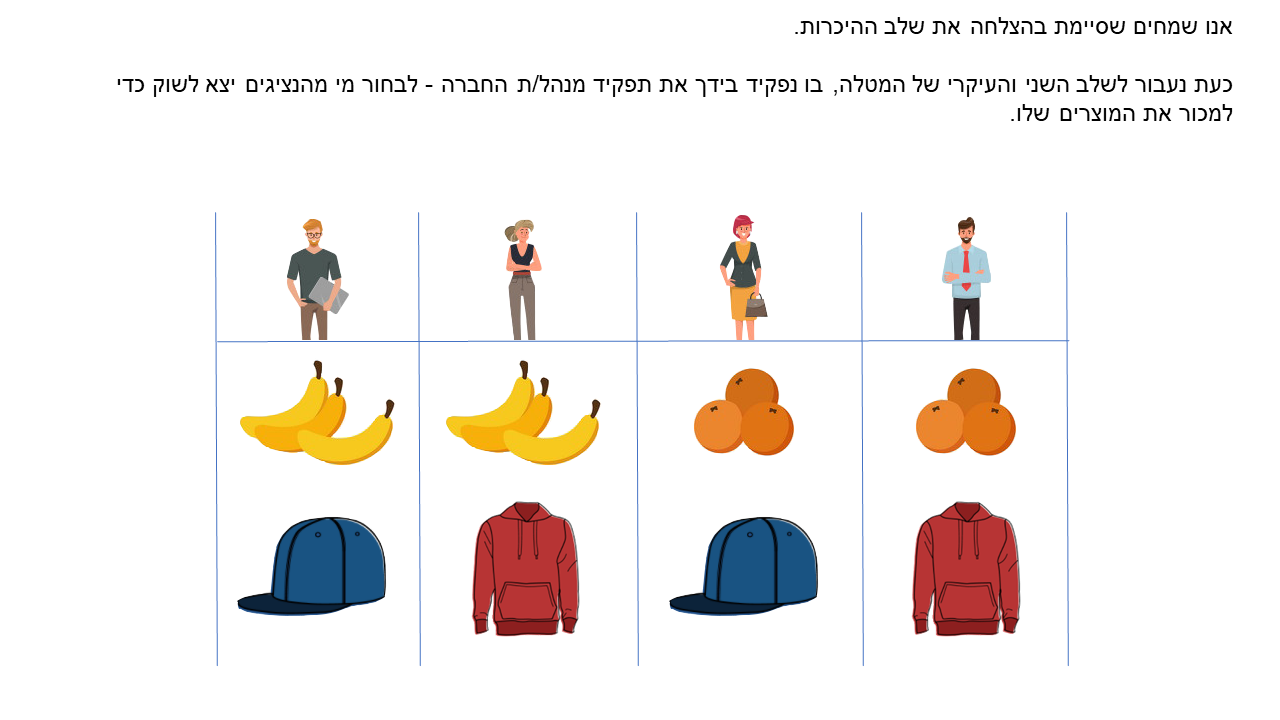 אנו שמחים שסיימת בהצלחה את שלב ההיכרות.
כעת נעבור לשלב השני והעיקרי של המטלה, בו נפקיד בידך את תפקיד מנהל/ת החברה - לבחור מי מהנציגים יצא לשוק כדי
למכור את המוצרים שלו.